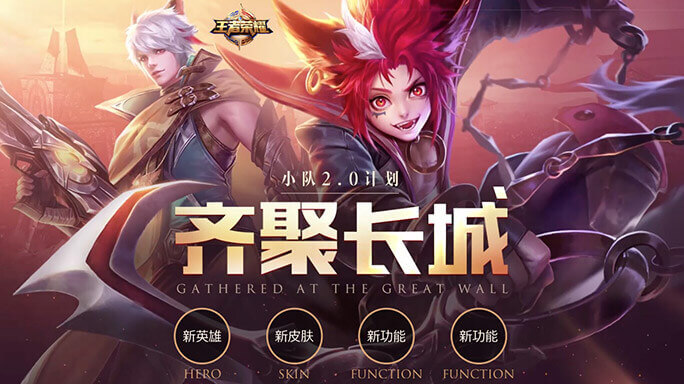 王者荣耀
小队2.0计划
齐聚长城
GATHERED AT THE GREAT WALL
新英雄 新皮肤 新功能 新功能
HERO SKIN FUNCTION FUNCTION